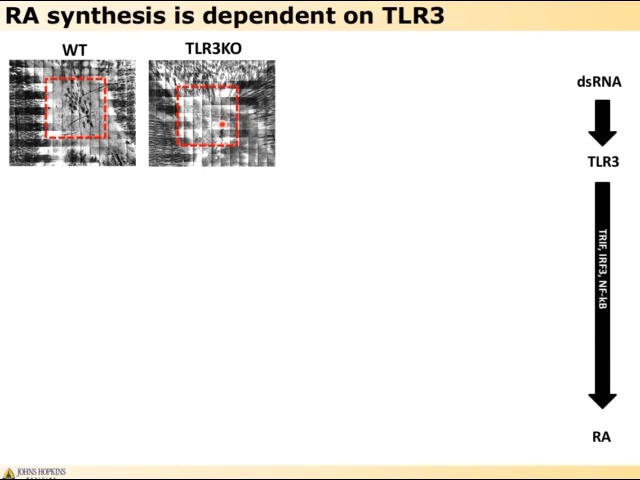 RA synthesis is dependent on TLR3
WT
TLR3KO
dsRNA
TLR3
TRIF, IRF3, NF-kB
RA
JOHNS HOPKINS